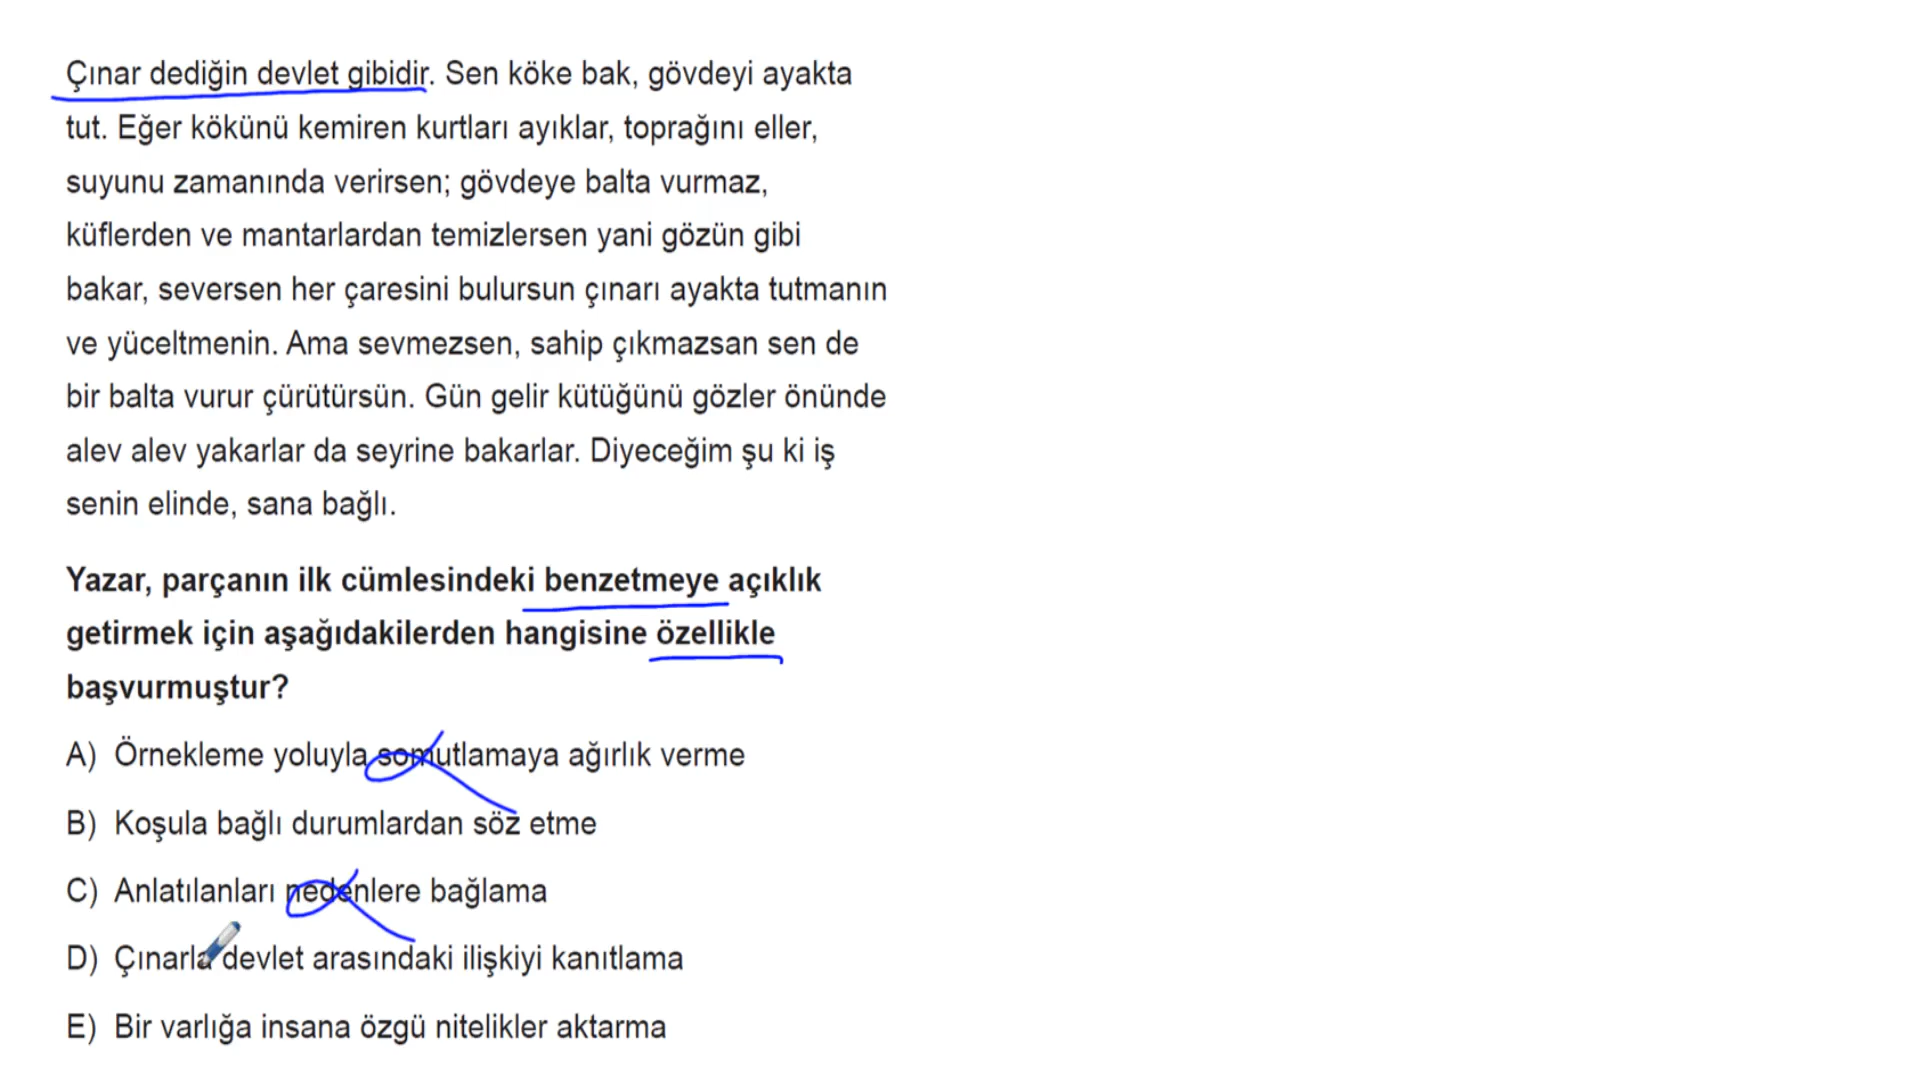 Çınar dediğin devlet gibidir. Sen köke bak, gövdeyi ayakta
tut. Eğer kökünü kemiren kurtları ayıklar, toprağını eller,
suyunu zamanında verirsen; gövdeye balta vurmaz,
küflerden ve mantarlardan temizlersen yani gözün gibi
bakar, seversen her çaresini bulursun çınarı ayakta tutmanın
ve yüceltmenin. Ama sevmezsen, sahip çıkmazsan sen de
bir balta vurur çürütürsün. Gün gelir kütüğünü gözler önünde
alev alev yakarlar da seyrine bakarlar. Diyeceğim şu ki iş
senin elinde, sana bağlı.
Yazar, parçanın ilk cümlesindeki benzetmeye açıklık
getirmek için aşağıdakilerden hangisine özellikle
başvurmuştur?
A) Örnekleme yoluyla somutlamaya ağırlık verme
B) Koşula bağlı durumlardan söz etme
C) Anlatılanları nedenlere bağlama
D) Çınarla devlet arasındaki ilişkiyi kanıtlama
E) Bir varlığa insana özgü nitelikler aktarma